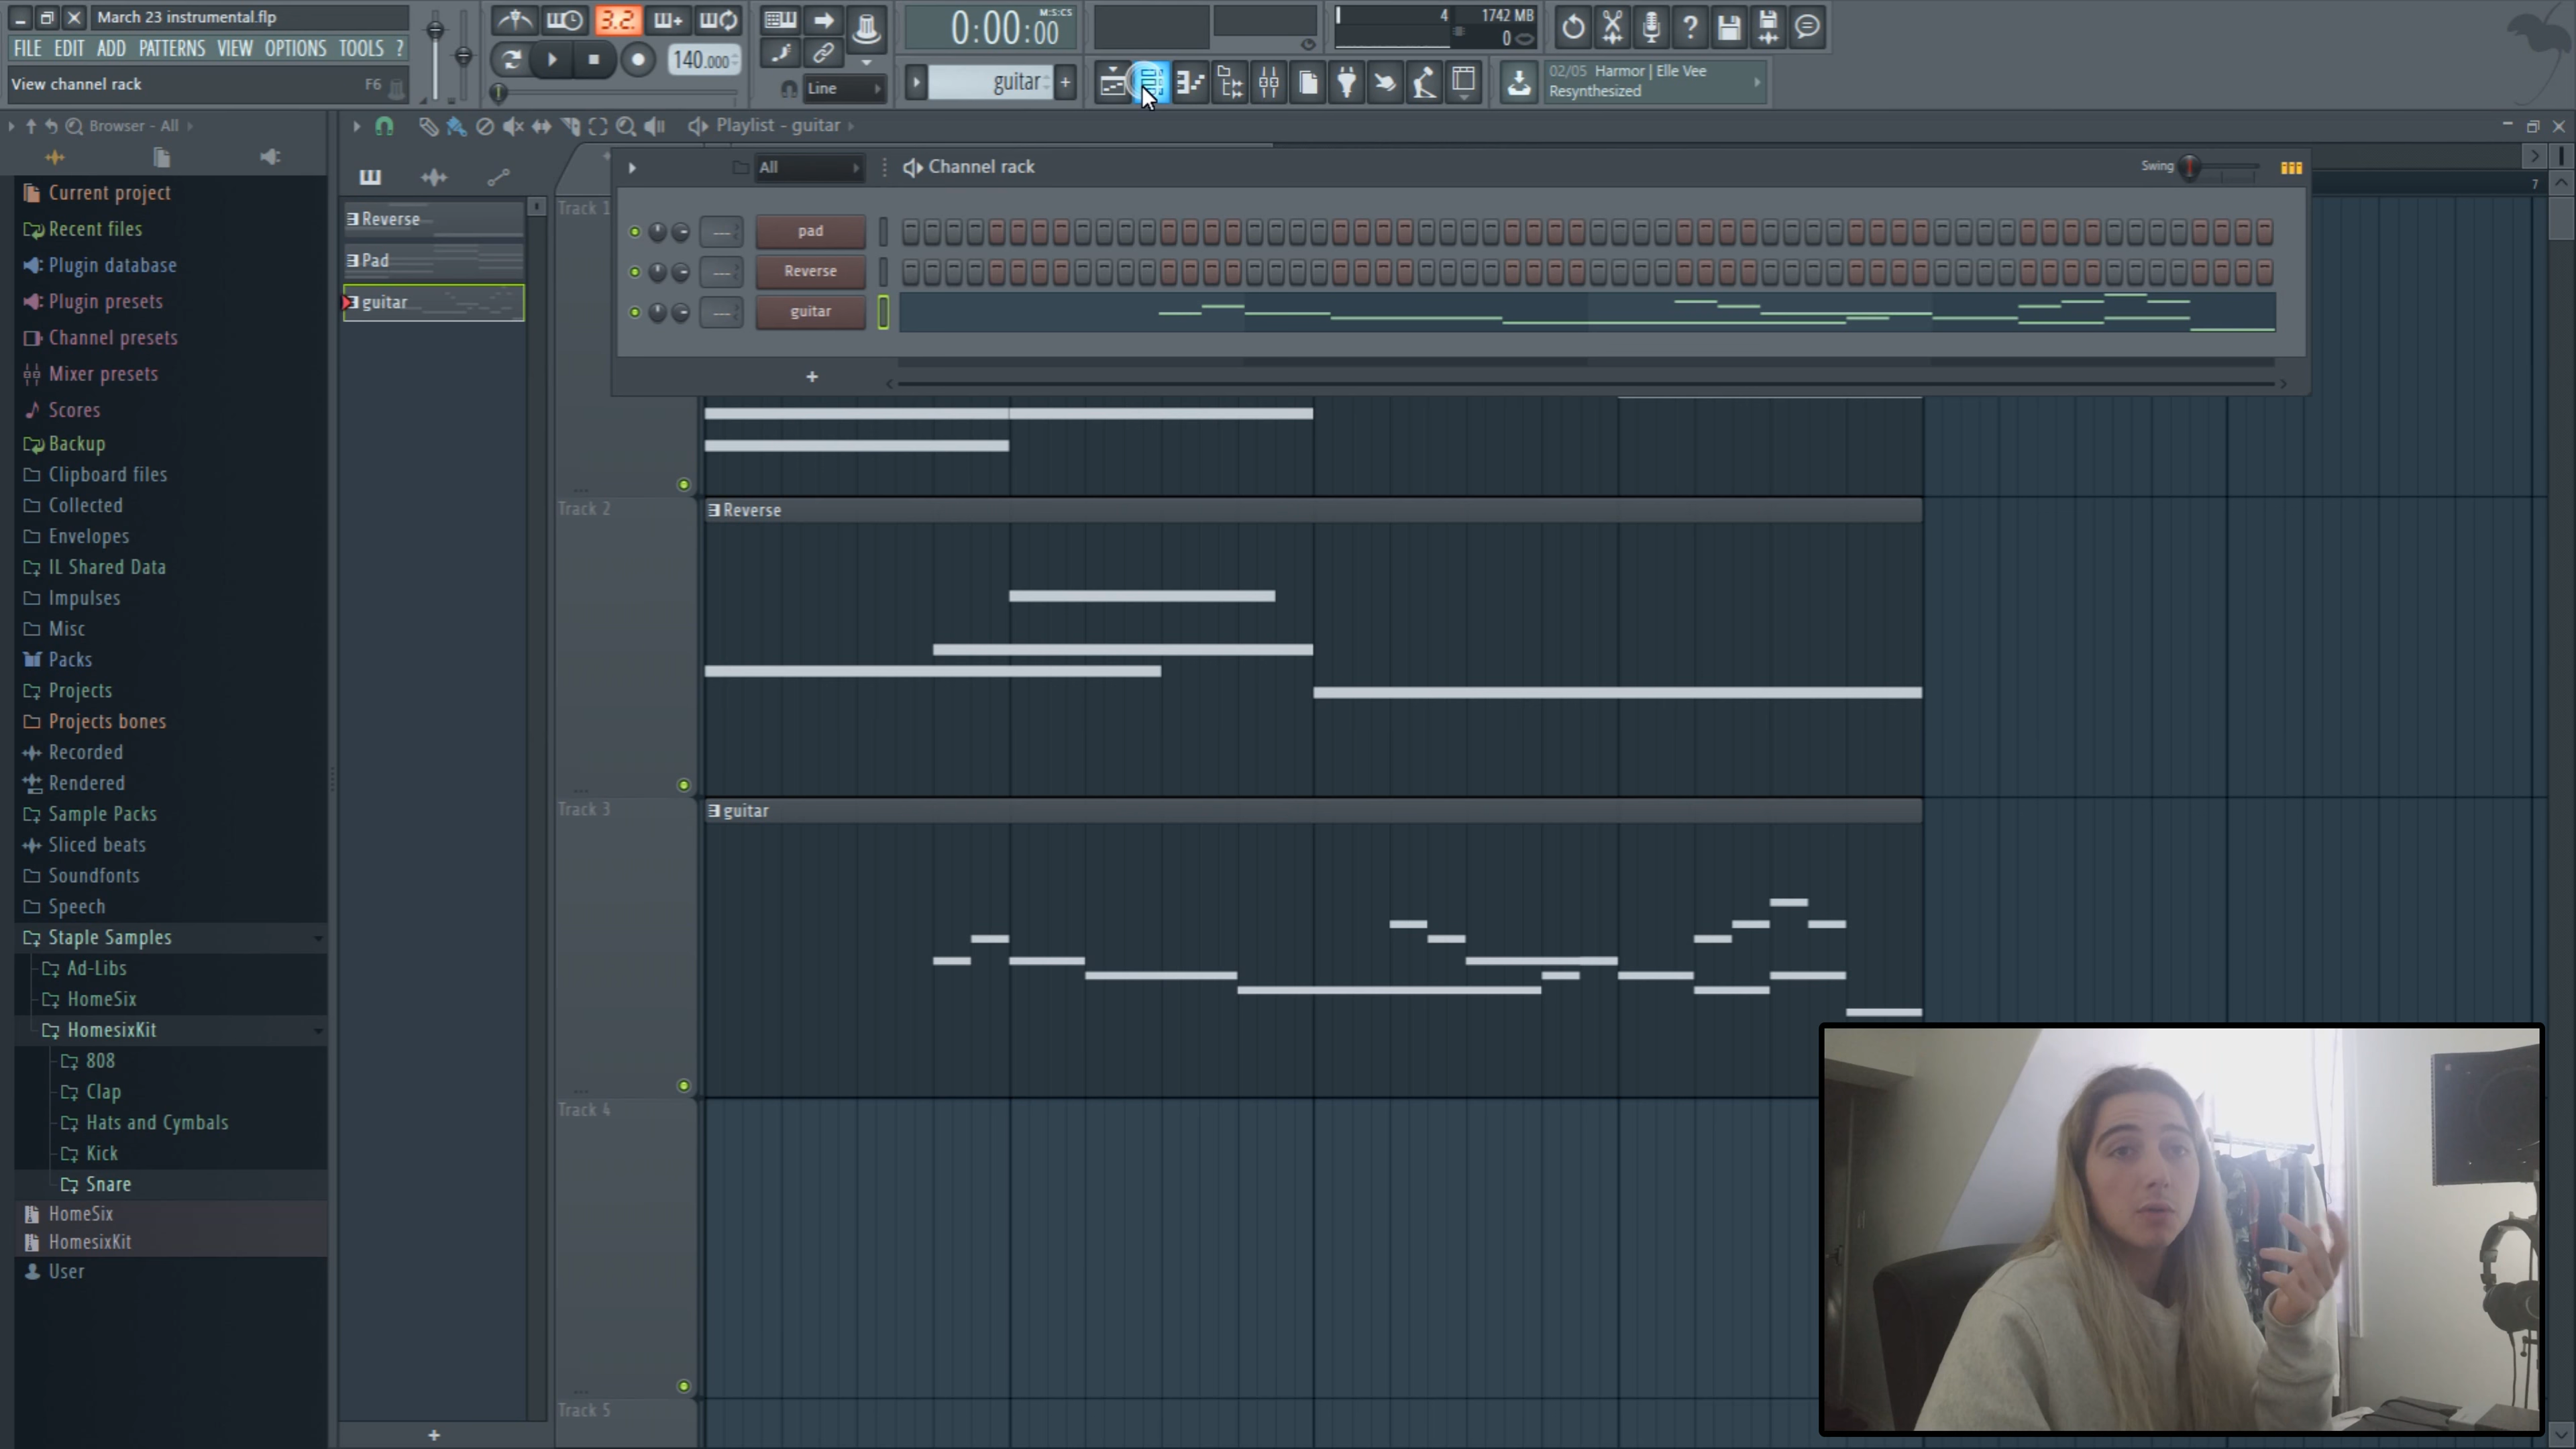 March 23 instrumental.flp
FILE EDIT ADD PATTERNS VIEW OPTIONS TOOLS ?
View channel rack F6
3.2.
140.000
Line
0:00:00
M:S:CS
guitar
4
1742 MB
0
02/05 Harmor | Elle Vee
Resynthesized
Browser - All
Playlist - guitar
Current project
Recent files
Plugin database
Plugin presets
Channel presets
Mixer presets
Scores
Backup
Clipboard files
Collected
Envelopes
IL Shared Data
Impulses
Misc
Packs
Projects
Projects bones
Recorded
Rendered
Sample Packs
Sliced beats
Soundfonts
Speech
Staple Samples
Ad-Libs
HomeSix
HomesixKit
808
Clap
Hats and Cymbals
Kick
Snare
HomeSix
HomesixKit
User
Reverse
Pad
guitar
All
Channel rack
Swing
pad
Reverse
guitar
7
Track 1
Track 2
Reverse
Track 3
guitar
Track 4
Track 5